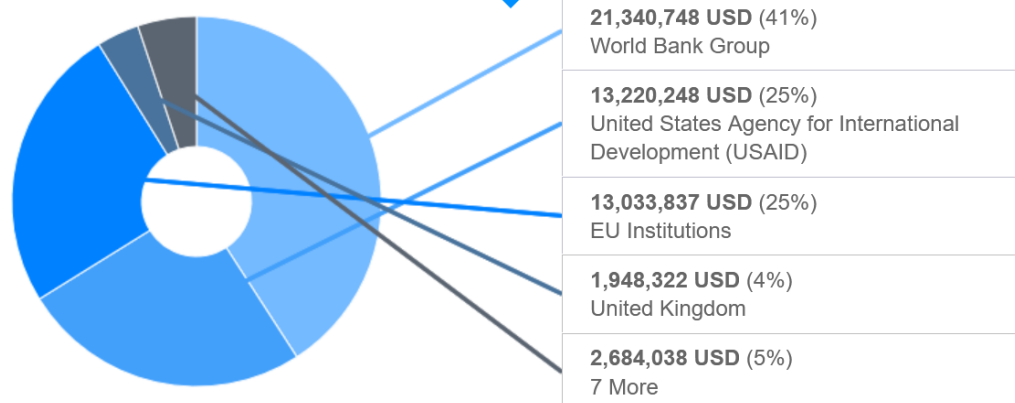 21,340,748 USD (41%)
World Bank Group
13,220,248 USD (25%)
United States Agency for International
Development (USAID)
13,033,837 USD (25%)
EU Institutions
1,948,322 USD (4%)
United Kingdom
2,684,038 USD (5%)
7 More